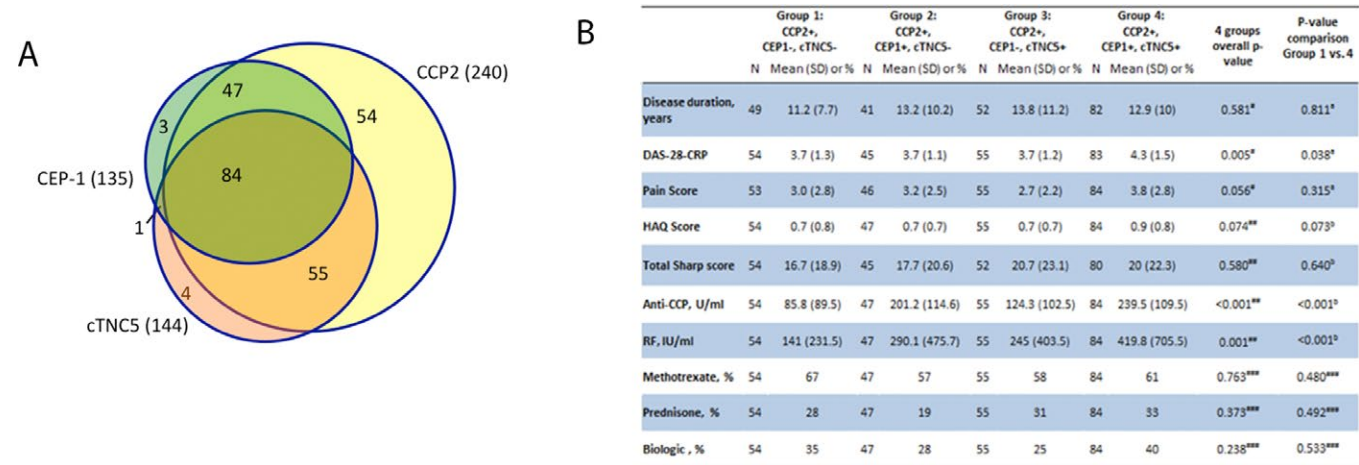 A
CCP2 (240)
47
54
3
CEP-1 (135)
84
1
55
4
cTNC5 (144)
B
Group 1: CCP2+, CEP1-, cTNC5- Group 2: CCP2+, CEP1+, cTNC5- Group 3: CCP2+, CEP1-, cTNC5+ Group 4: CCP2+, CEP1+, cTNC5+ 4 groups overall p-value P-value comparison Group 1 vs. 4
N Mean (SD) or % N Mean (SD) or % N Mean (SD) or % N Mean (SD) or %
Disease duration, years 49 11.2 (7.7) 41 13.2 (10.2) 52 13.8 (11.2) 82 12.9 (10) 0.581# 0.811ª
DAS-28-CRP 54 3.7 (1.3) 45 3.7 (1.1) 55 3.7 (1.2) 83 4.3 (1.5) 0.005# 0.038ª
Pain Score 53 3.0 (2.8) 46 3.2 (2.5) 55 2.7 (2.2) 84 3.8 (2.8) 0.056# 0.315ª
HAQ Score 54 0.7 (0.8) 47 0.7 (0.7) 55 0.7 (0.7) 84 0.9 (0.8) 0.074## 0.073ᵇ
Total Sharp score 54 16.7 (18.9) 45 17.7 (20.6) 52 20.7 (23.1) 80 20 (22.3) 0.580## 0.640ᵇ
Anti-CCP, U/ml 54 85.8 (89.5) 47 201.2 (114.6) 55 124.3 (102.5) 84 239.5 (109.5) <0.001## <0.001ᵇ
RF, IU/ml 54 141 (231.5) 47 290.1 (475.7) 55 245 (403.5) 84 419.8 (705.5) 0.001## <0.001ᵇ
Methotrexate, % 54 67 47 57 55 58 84 61 0.763### 0.480###
Prednisone, % 54 28 47 19 55 31 84 33 0.373### 0.492###
Biologic , % 54 35 47 28 55 25 84 40 0.238### 0.533###